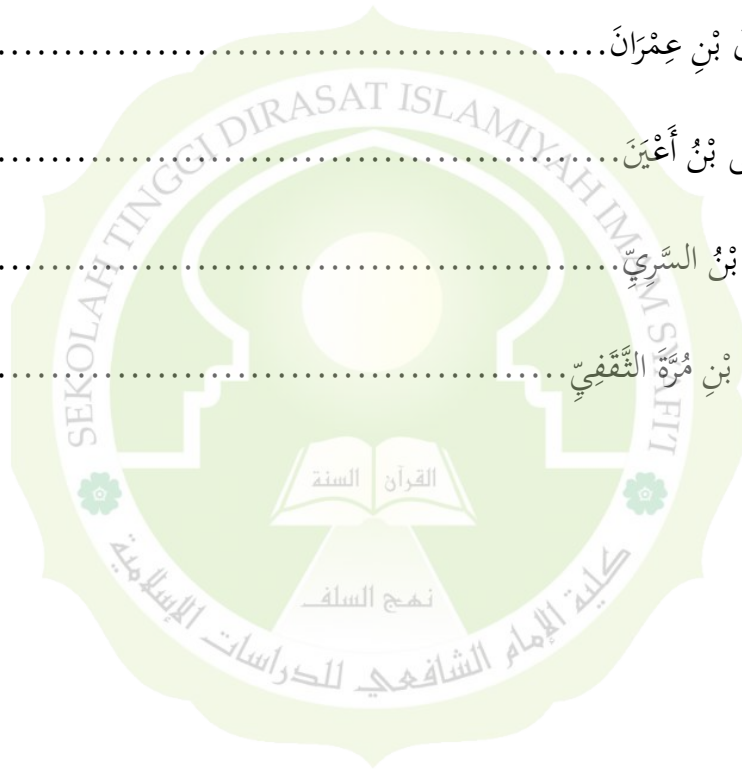 بْنِ عِمْرَانَ.................................................
بْنُ أَعْيَنَ.................................................
بْنُ السَّرِيِّ.................................................
بْنِ مُرَّةَ الثَّقَفِيِّ.................................................
SEKOLAH TINGGI DIRASAT ISLAMIYAH IMAM SYAFI'I
القرآن السنة
نهج السلف
كلية الإمام الشافعي للدراسات الإسلامية